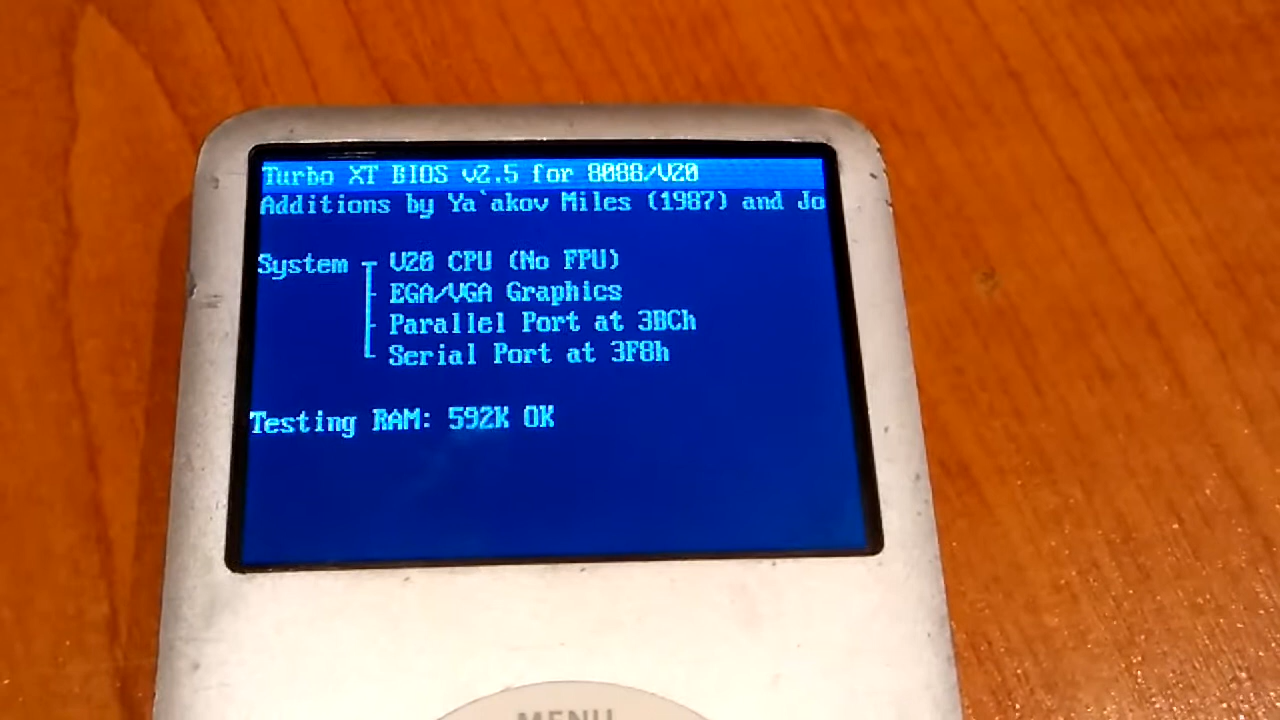 Turbo XT BIOS v2.5 for 8088/V20
Additions by Ya`akov Miles (1987) and Jo
System
V20 CPU (No FPU)
EGA/VGA Graphics
Parallel Port at 3BCh
Serial Port at 3F8h
Testing RAM: 592K OK
MENU